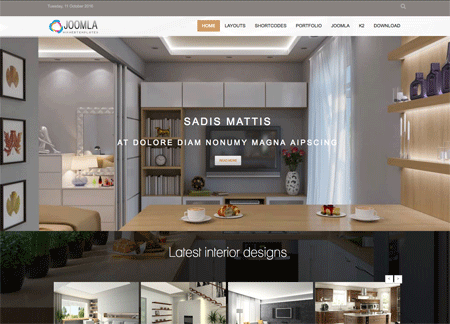 Tuesday, 11 October 2016
JOOMLA
HOME
LAYOUTS
SHORTCODES
PORTFOLIO
JOOMLA
K2
DOWNLOAD
SADIS MATTIS
AT DOLORE DIAM NONUMY MAGNA AIPSCING
READ MORE
Latest interior designs